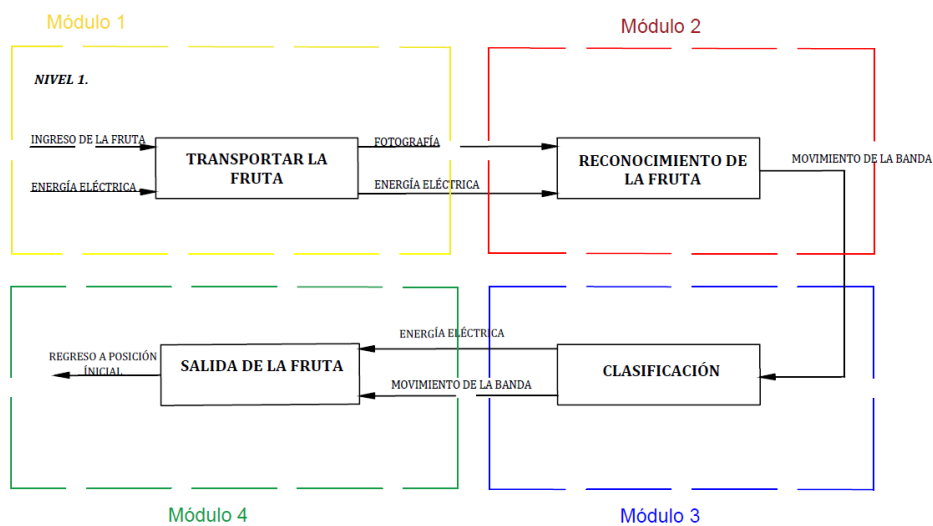 Módulo 1
Módulo 2
NIVEL 1.
INGRESO DE LA FRUTA
ENERGÍA ELÉCTRICA
TRANSPORTAR LA
FRUTA
FOTOGRAFÍA
ENERGÍA ELÉCTRICA
RECONOCIMIENTO DE
LA FRUTA
MOVIMIENTO DE LA BANDA
REGRESO A POSICIÓN
ÍNICIAL
SALIDA DE LA FRUTA
ENERGÍA ELÉCTRICA
MOVIMIENTO DE LA BANDA
CLASIFICACIÓN
Módulo 4
Módulo 3